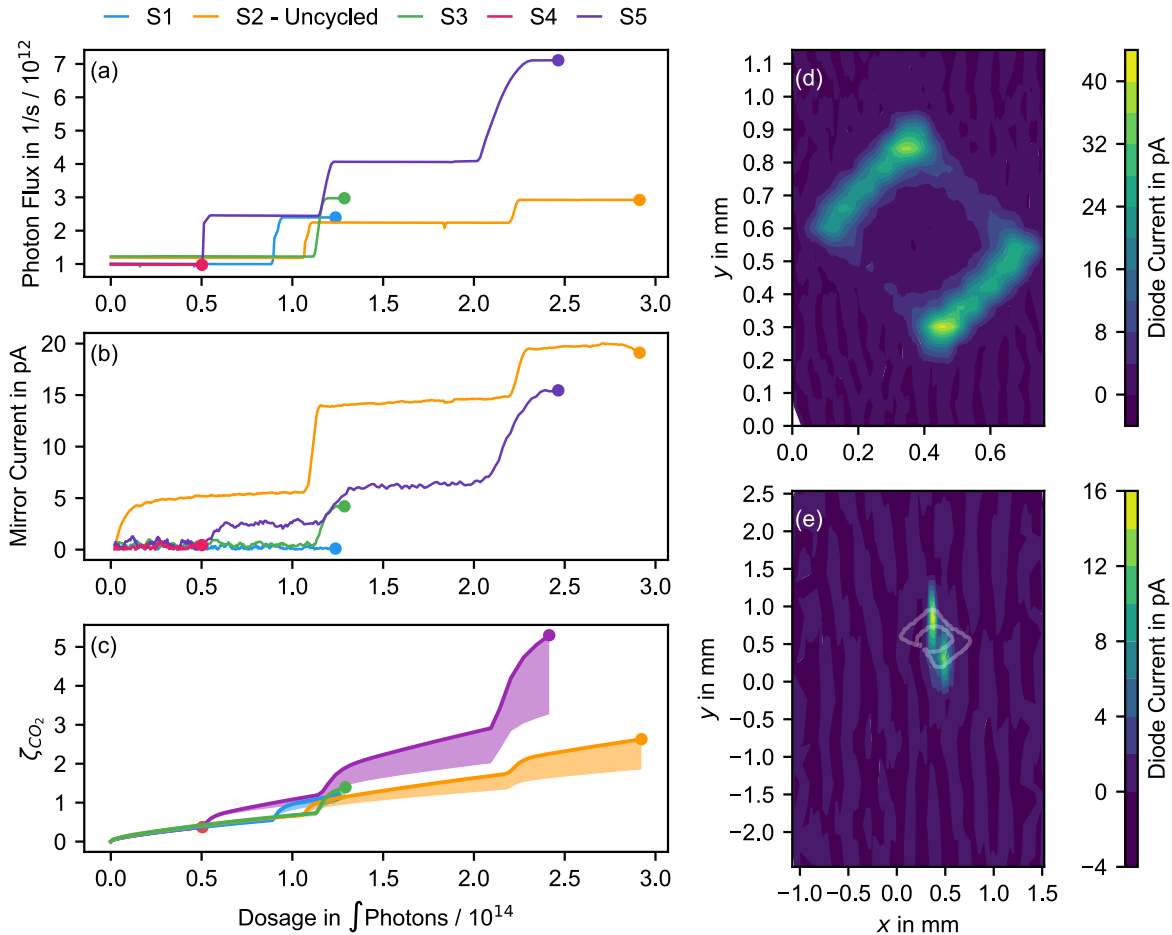 S1 S2 - Uncycled S3 S4 S5
(a)
Photon Flux in 1/s / 10¹²
7
6
5
4
3
2
1
0.0 0.5 1.0 1.5 2.0 2.5 3.0
(b)
Mirror Current in pA
20
15
10
5
0
0.0 0.5 1.0 1.5 2.0 2.5 3.0
(c)
ζCO₂
5
4
3
2
1
0
0.0 0.5 1.0 1.5 2.0 2.5 3.0
Dosage in ∫Photons / 10¹⁴
(d)
y in mm
1.1
1.0
0.9
0.8
0.7
0.6
0.5
0.4
0.3
0.2
0.1
0.0
0.0 0.2 0.4 0.6
40
32
24
16
8
0
Diode Current in pA
(e)
y in mm
2.5
2.0
1.5
1.0
0.5
0.0
−0.5
−1.0
−1.5
−2.0
−1.0 −0.5 0.0 0.5 1.0 1.5
x in mm
16
12
8
4
0
−4
Diode Current in pA